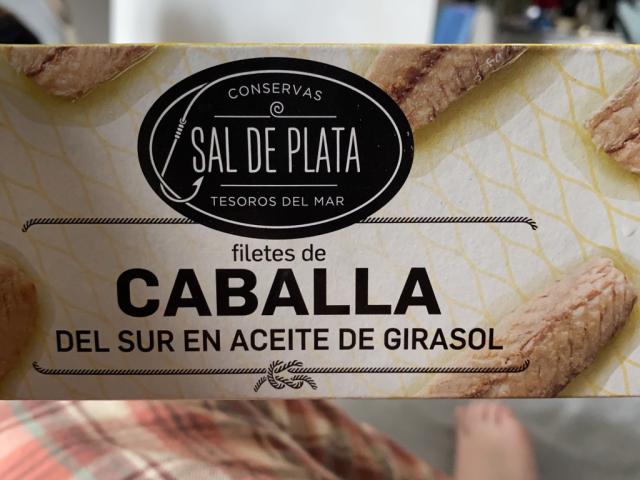 CONSERVAS
SAL DE PLATA
TESOROS DEL MAR
filetes de
CABALLA
DEL SUR EN ACEITE DE GIRASOL